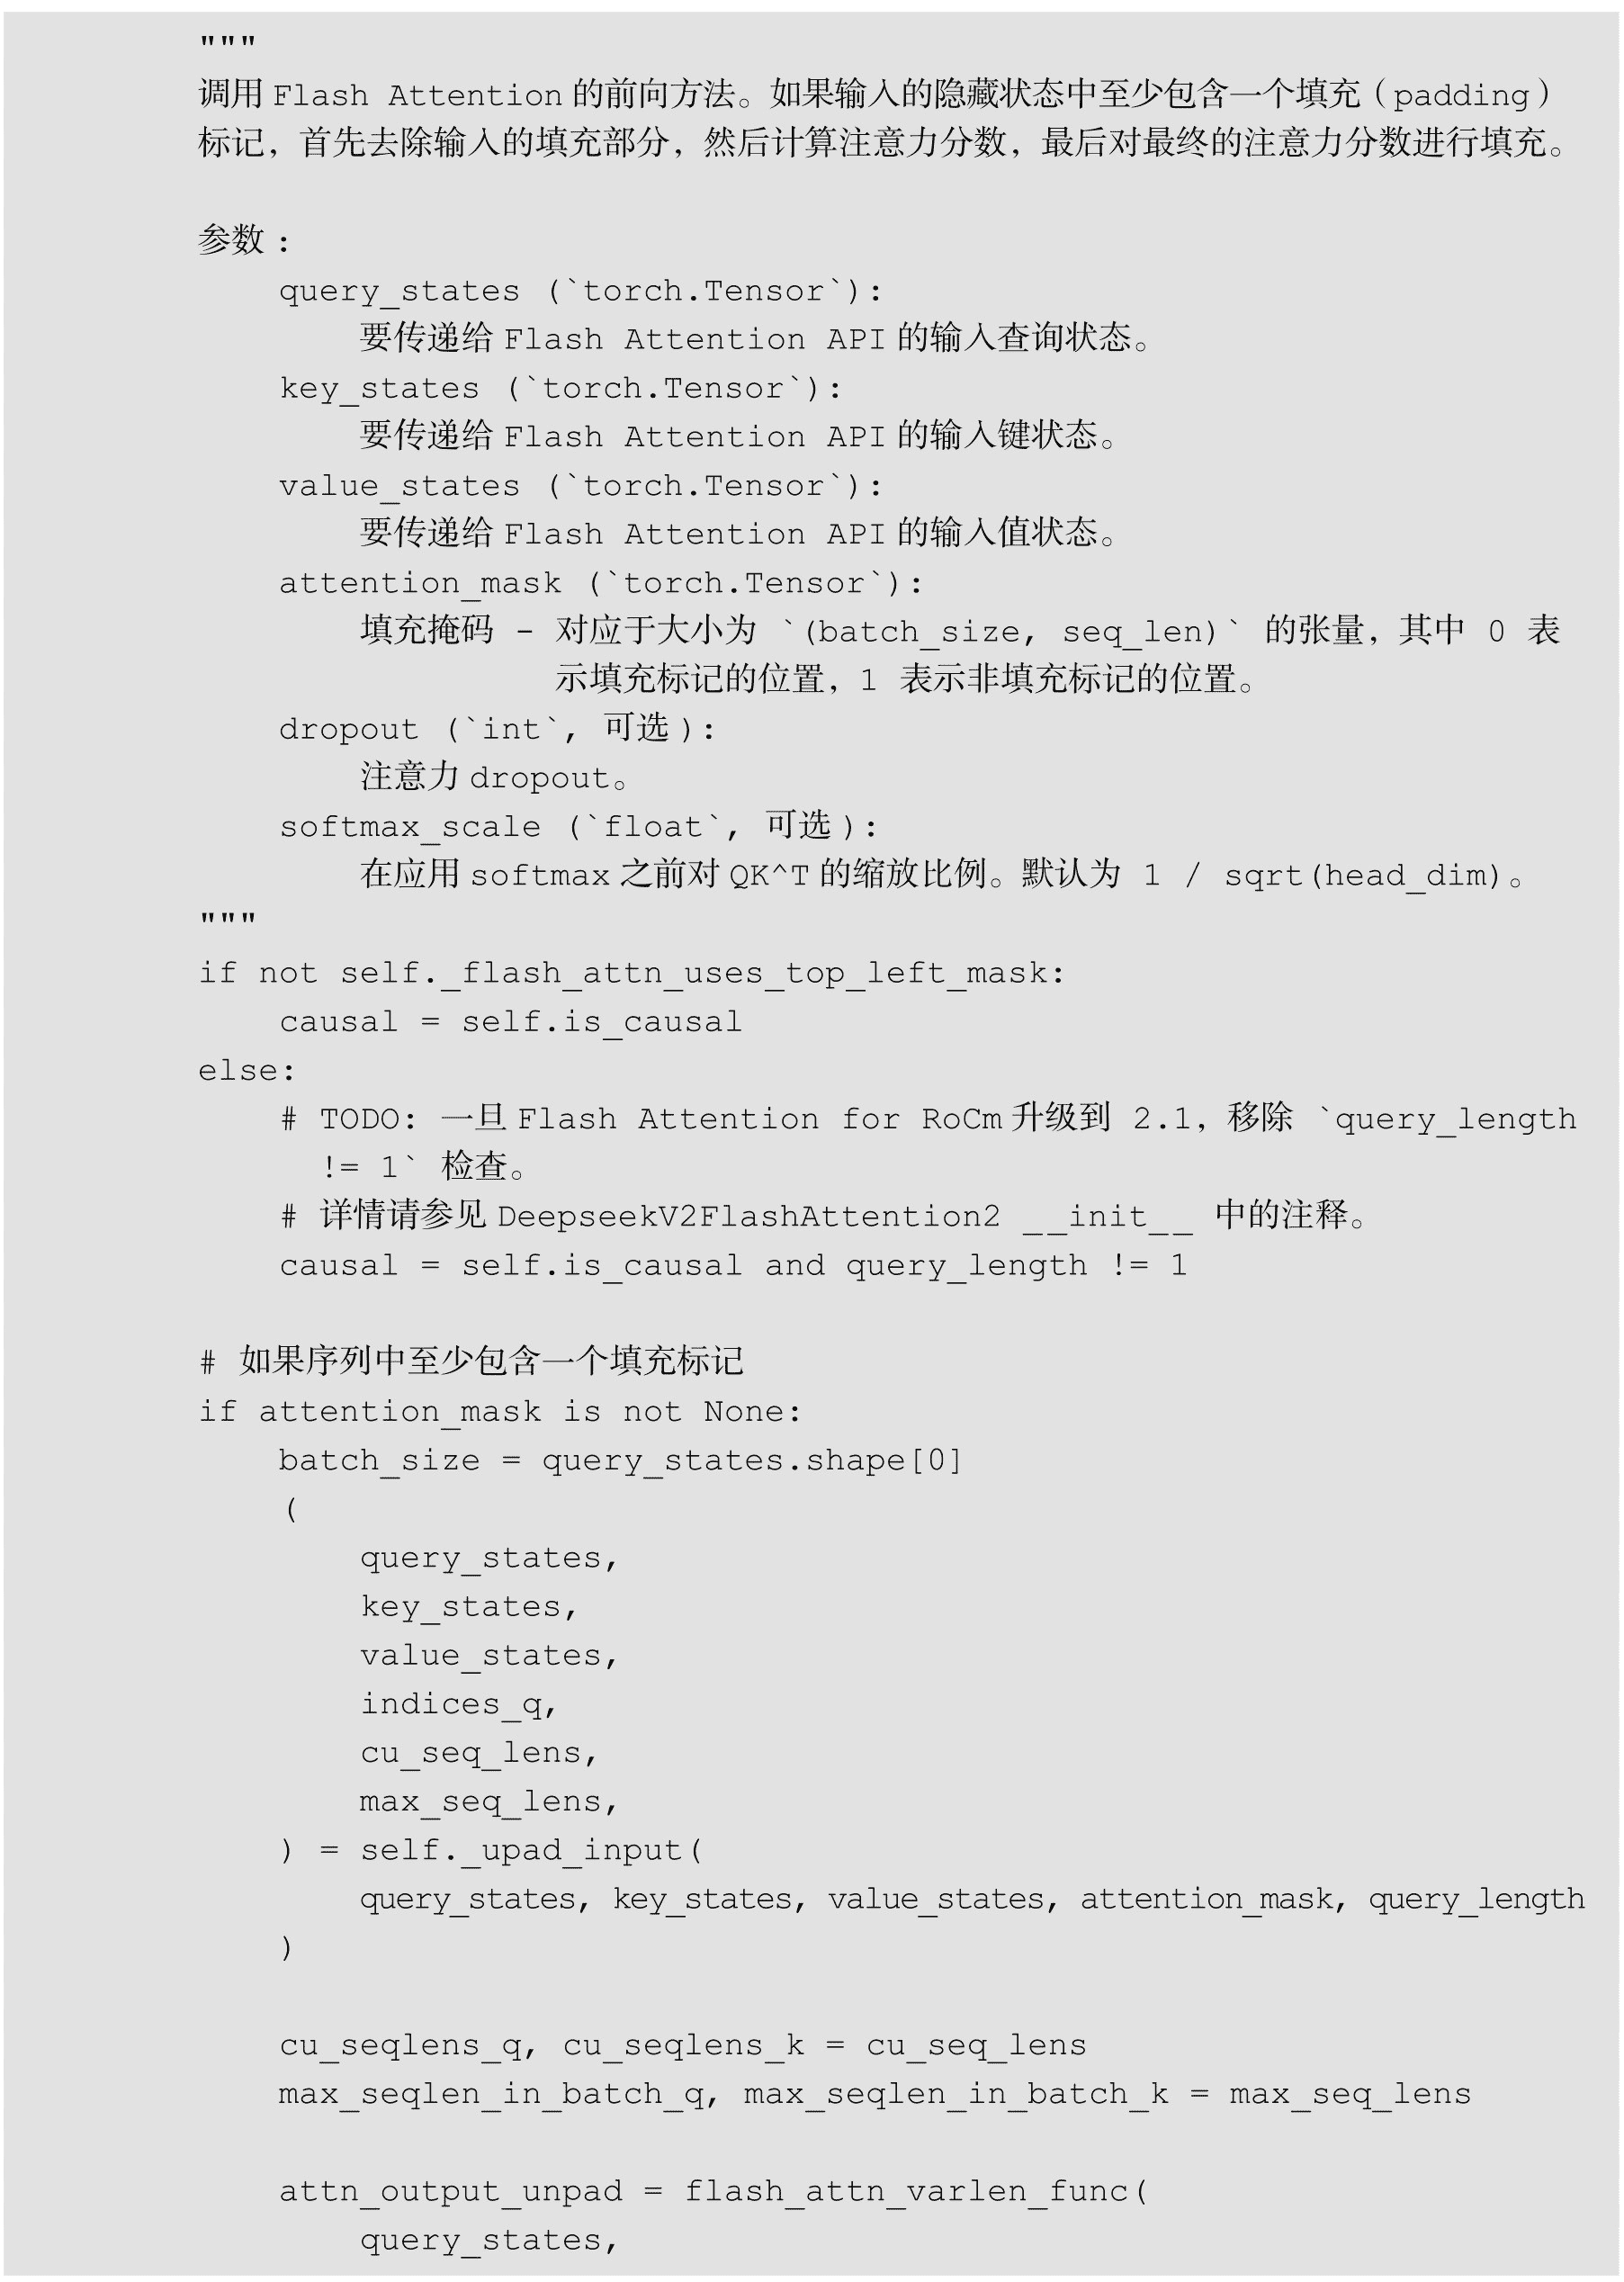 """
调用 Flash Attention 的前向方法。如果输入的隐藏状态中至少包含一个填充（padding）
标记，首先去除输入的填充部分，然后计算注意力分数，最后对最终的注意力分数进行填充。
参数：
query_states (`torch.Tensor`):
要传递给 Flash Attention API 的输入查询状态。
key_states (`torch.Tensor`):
要传递给 Flash Attention API 的输入键状态。
value_states (`torch.Tensor`):
要传递给 Flash Attention API 的输入值状态。
attention_mask (`torch.Tensor`):
填充掩码 - 对应于大小为 `(batch_size, seq_len)` 的张量，其中 0 表
示填充标记的位置，1 表示非填充标记的位置。
dropout (`int`, 可选):
注意力 dropout。
softmax_scale (`float`, 可选):
在应用 softmax 之前对 QK^T 的缩放比例。默认为 1 / sqrt(head_dim)。
"""
if not self._flash_attn_uses_top_left_mask:
causal = self.is_causal
else:
# TODO: 一旦 Flash Attention for RoCm 升级到 2.1，移除 `query_length
!= 1` 检查。
# 详情请参见 DeepseekV2FlashAttention2 __init__ 中的注释。
causal = self.is_causal and query_length != 1
# 如果序列中至少包含一个填充标记
if attention_mask is not None:
batch_size = query_states.shape[0]
(
query_states,
key_states,
value_states,
indices_q,
cu_seq_lens,
max_seq_lens,
) = self._upad_input(
query_states, key_states, value_states, attention_mask, query_length
)
cu_seqlens_q, cu_seqlens_k = cu_seq_lens
max_seqlen_in_batch_q, max_seqlen_in_batch_k = max_seq_lens
attn_output_unpad = flash_attn_varlen_func(
query_states,